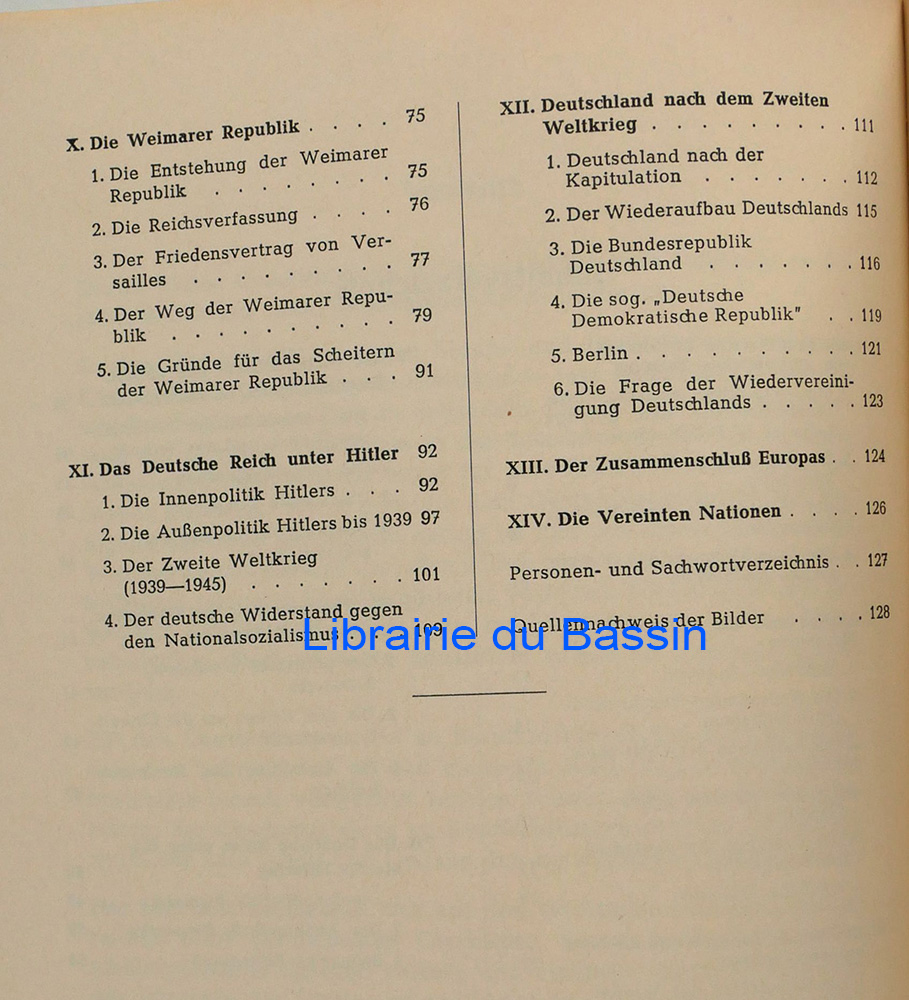 X. Die Weimarer Republik . . . . 75
1. Die Entstehung der Weimarer
Republik . . . . . . . . 75
2. Die Reichsverfassung . . . . 76
3. Der Friedensvertrag von Ver-
sailles . . . . . . . . . 77
4. Der Weg der Weimarer Repu-
blik . . . . . . . . . . 79
5. Die Gründe für das Scheitern
der Weimarer Republik . . . 91
XI. Das Deutsche Reich unter Hitler 92
1. Die Innenpolitik Hitlers . . . 92
2. Die Außenpolitik Hitlers bis 1939 97
3. Der Zweite Weltkrieg
(1939—1945) . . . . . . . 101
4. Der deutsche Widerstand gegen
den Nationalsozialismus . . . 109
XII. Deutschland nach dem Zweiten
Weltkrieg . . . . . . . . . 111
1. Deutschland nach der
Kapitulation . . . . . . . 112
2. Der Wiederaufbau Deutschlands 115
3. Die Bundesrepublik
Deutschland . . . . . . . 116
4. Die sog. „Deutsche
Demokratische Republik" . . 119
5. Berlin . . . . . . . . . . 121
6. Die Frage der Wiedervereini-
gung Deutschlands . . . . . 123
XIII. Der Zusammenschluß Europas . . 124
XIV. Die Vereinten Nationen . . . . 126
Personen- und Sachwortverzeichnis . . 127
Quellennachweis der Bilder . . . . 128
Librairie du Bassin